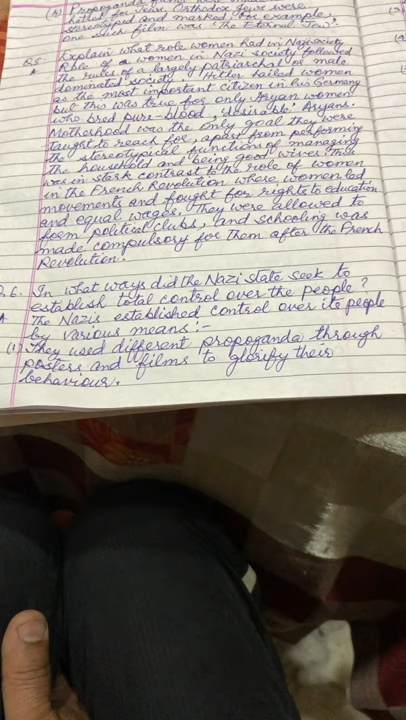 (A) Propaganda films were
hatred for Jews. Orthodox Jews were
stereotyped and marked for example,
one such film was 'The Eternal Jew'.
Q5 Explain what role women had in Nazi society
A Role of a women in Nazi society followed
the rules of a largely patriarchal or male
dominated society. Hitler hailed women
as the most important citizen in his Germany
but this was true for only Aryan women
who bred pure-blood, 'desirable' Aryans.
Motherhood was the only goal they were
taught to reach for, apart from performing
the stereotypical functions of managing
the household and being good wives. This
was in stark contrast to the role of women
in the French Revolution where women led
movements and fought for rights to education
and equal wages. They were allowed to
form political clubs, and schooling was
made compulsory for them after the French
Revolution.
Q.6. In what ways did the Nazi state seek to
establish total control over the people?
A. The Nazis established control over its people
by various means :-
(1) They used different propoganda through
posters and films to glorify their
behaviour.